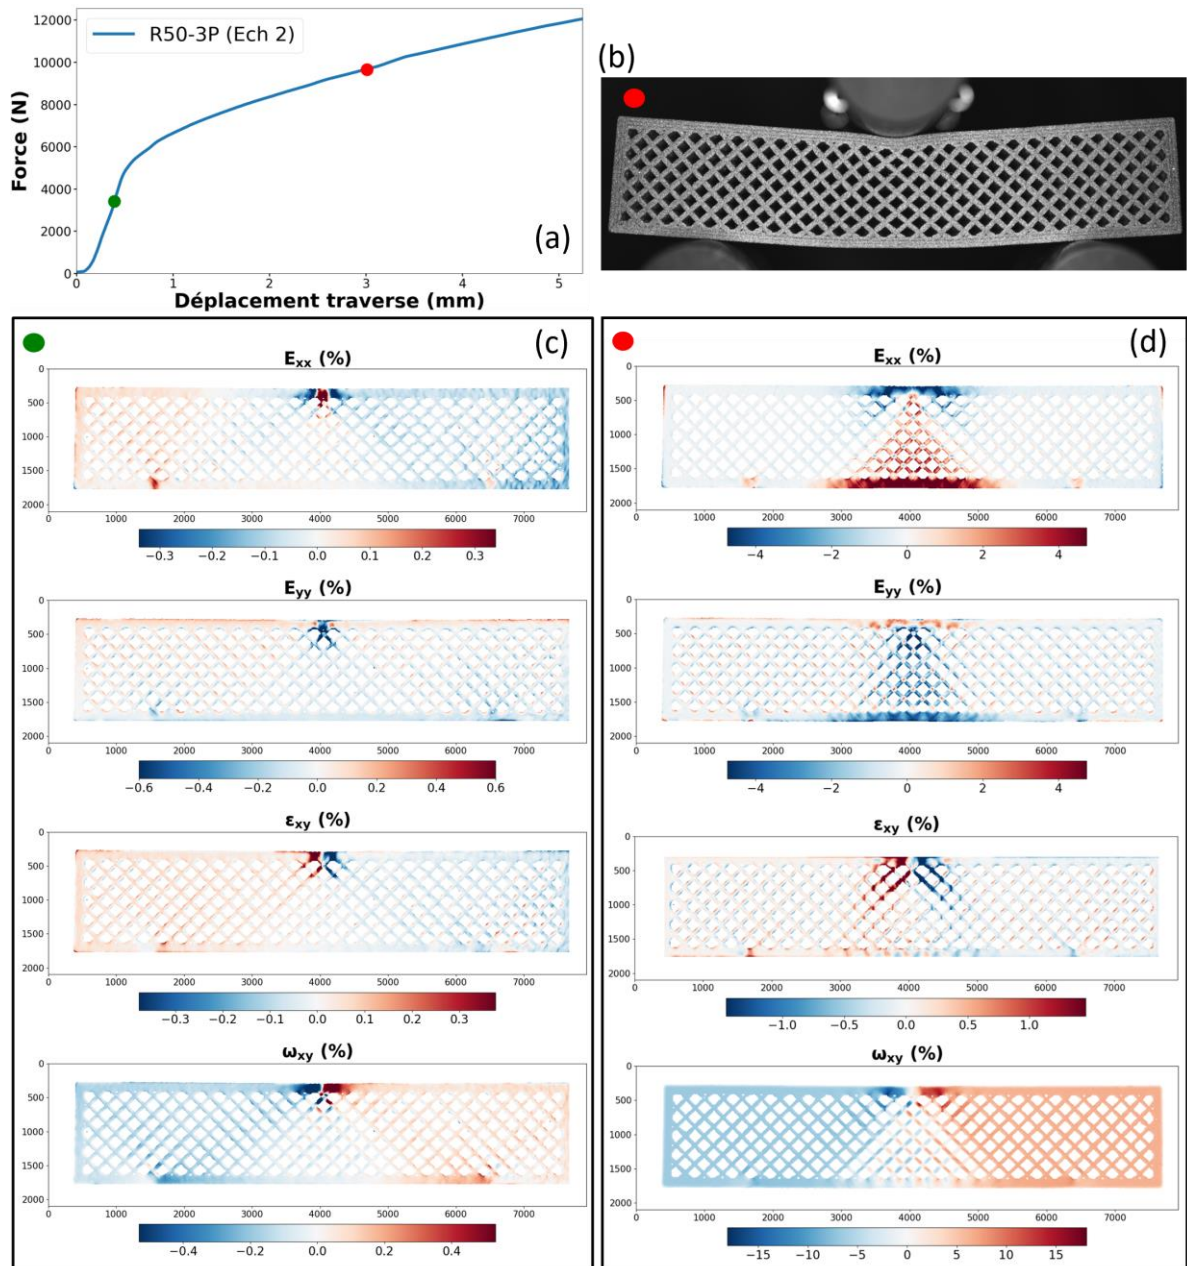 R50-3P (Ech 2)
Force (N)
12000
10000
8000
6000
4000
2000
0
0 1 2 3 4 5
Déplacement traverse (mm)
(a)
(b)
(c)
Exx (%)
0
500
1000
1500
2000
0 1000 2000 3000 4000 5000 6000 7000
−0.3 −0.2 −0.1 0.0 0.1 0.2 0.3
Eyy (%)
0
500
1000
1500
2000
0 1000 2000 3000 4000 5000 6000 7000
−0.6 −0.4 −0.2 0.0 0.2 0.4 0.6
εxy (%)
0
500
1000
1500
2000
0 1000 2000 3000 4000 5000 6000 7000
−0.3 −0.2 −0.1 0.0 0.1 0.2 0.3
ωxy (%)
0
500
1000
1500
2000
0 1000 2000 3000 4000 5000 6000 7000
−0.4 −0.2 0.0 0.2 0.4
(d)
Exx (%)
0
500
1000
1500
2000
0 1000 2000 3000 4000 5000 6000 7000
−4 −2 0 2 4
Eyy (%)
0
500
1000
1500
2000
0 1000 2000 3000 4000 5000 6000 7000
−4 −2 0 2 4
εxy (%)
0
500
1000
1500
2000
0 1000 2000 3000 4000 5000 6000 7000
−1.0 −0.5 0.0 0.5 1.0
ωxy (%)
0
500
1000
1500
2000
0 1000 2000 3000 4000 5000 6000 7000
−15 −10 −5 0 5 10 15